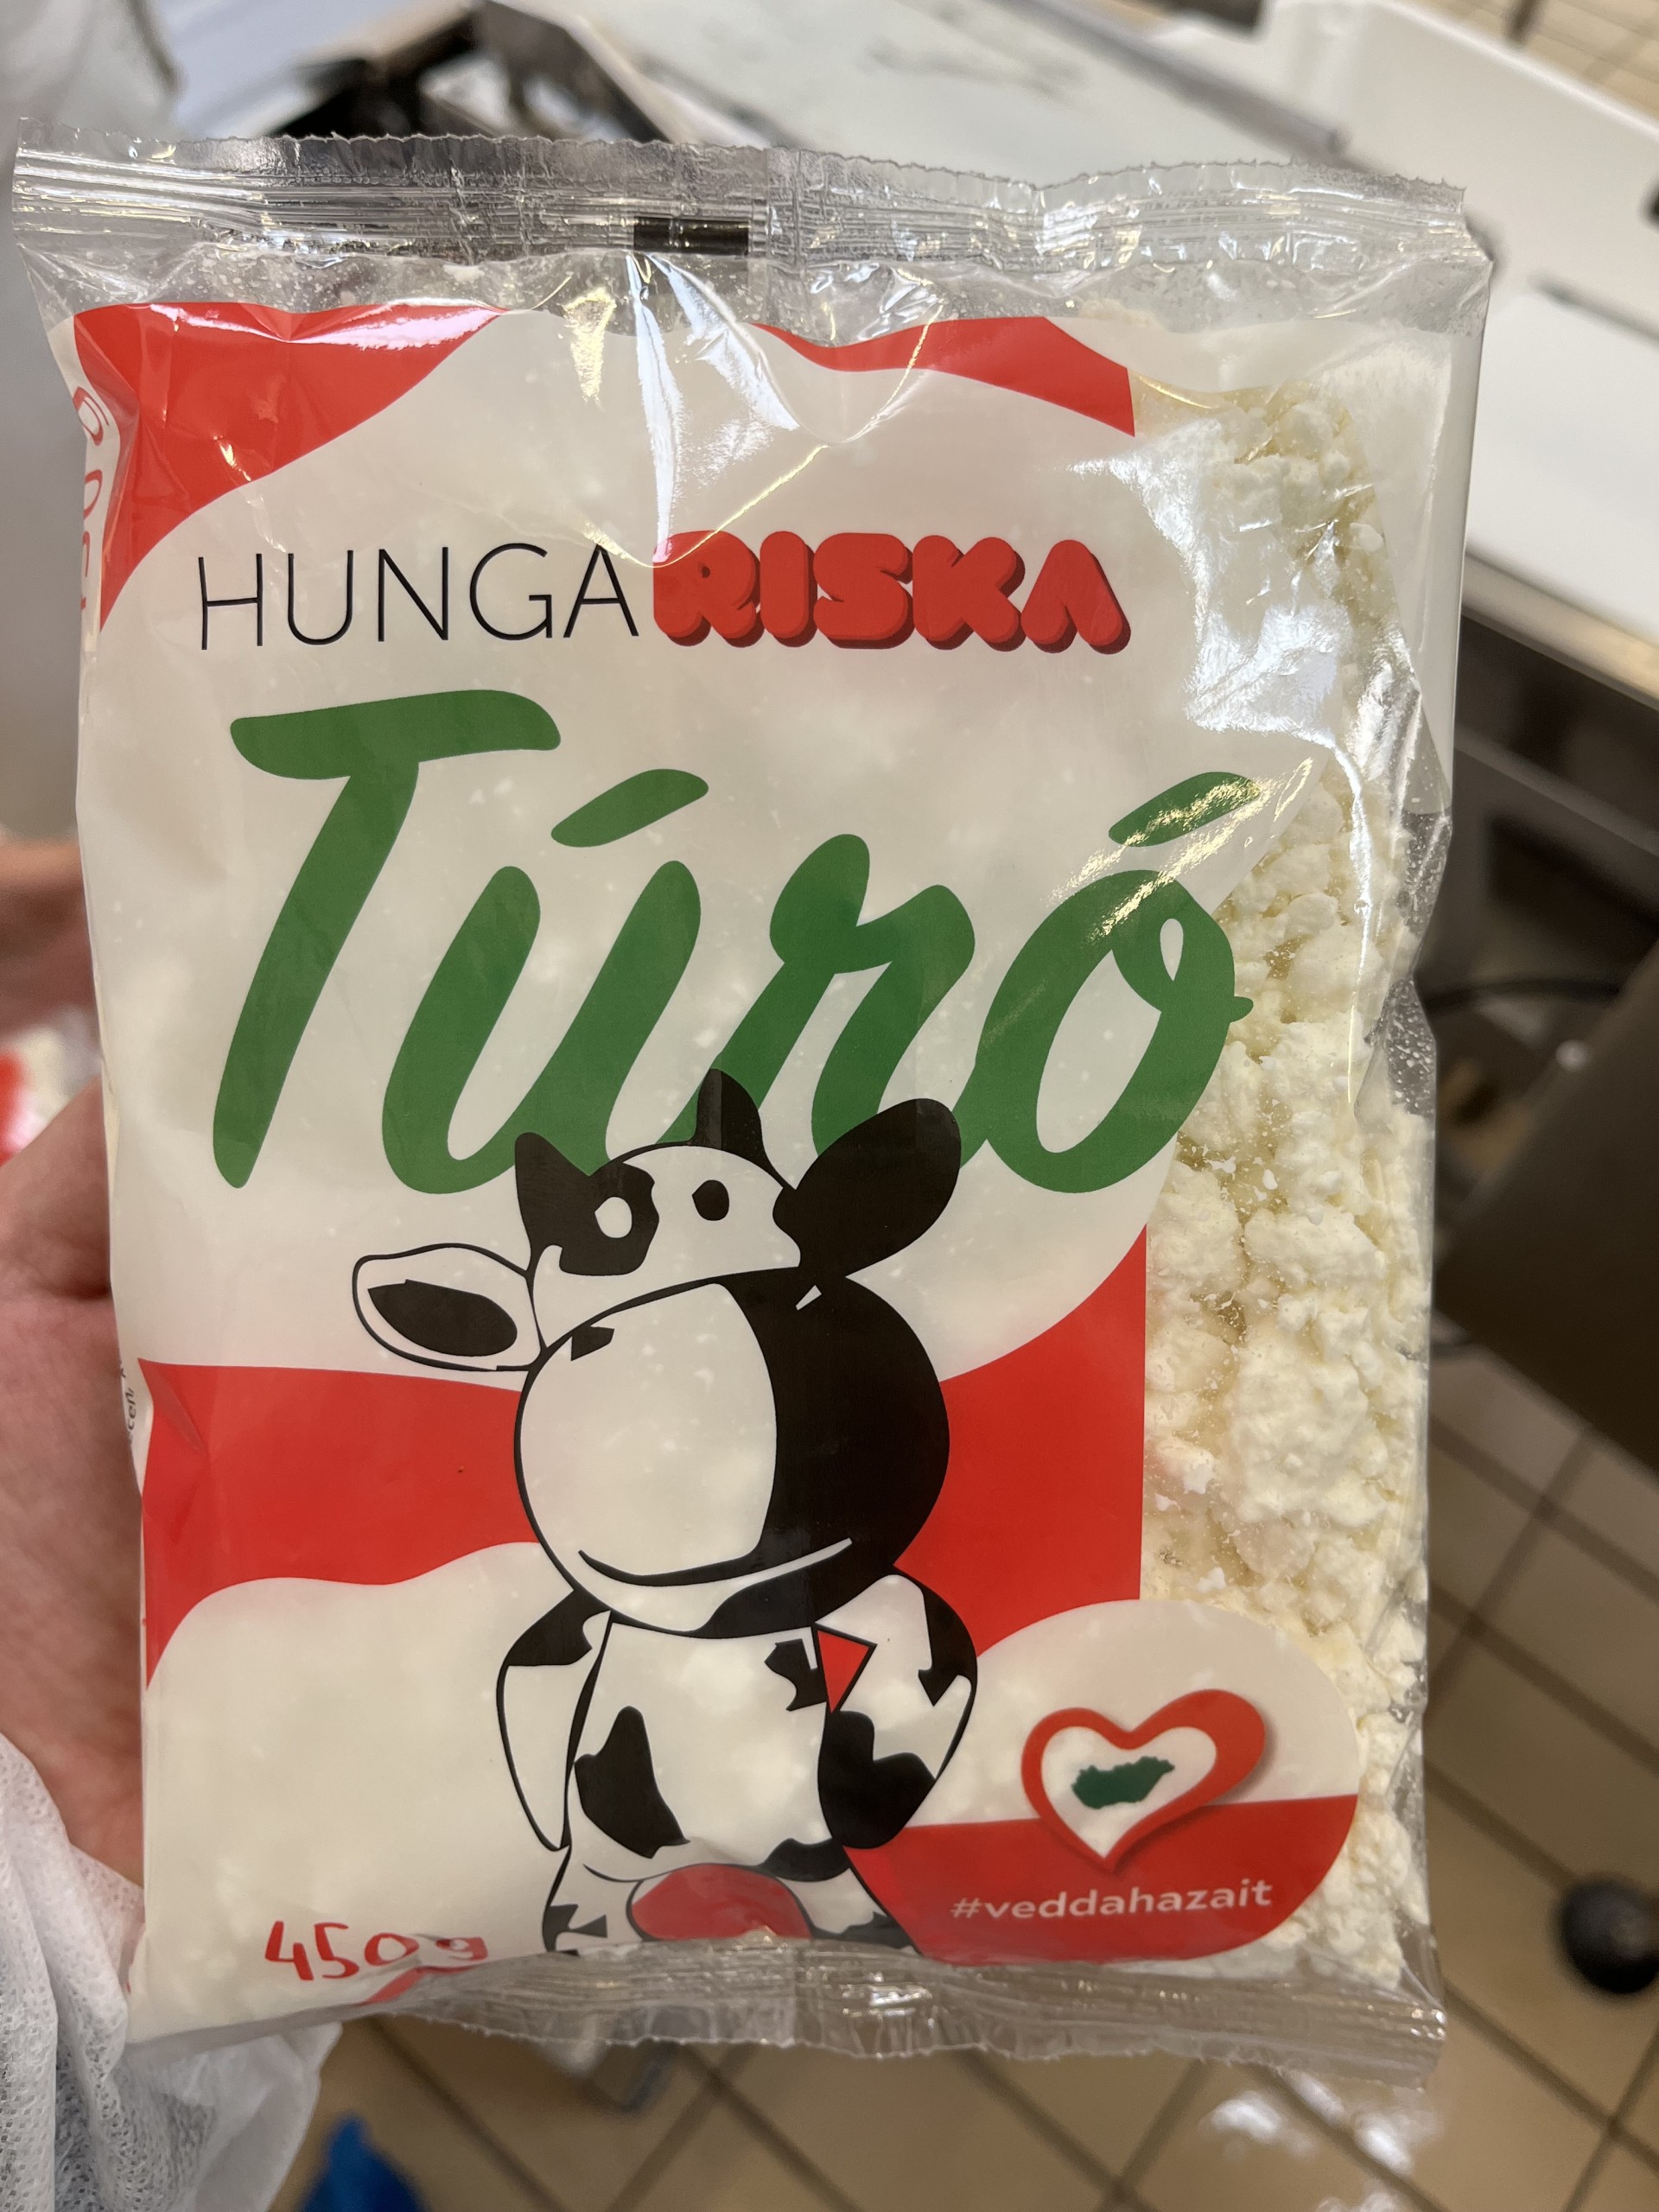 HUNGARISKA
Túró
#veddahazait
450g